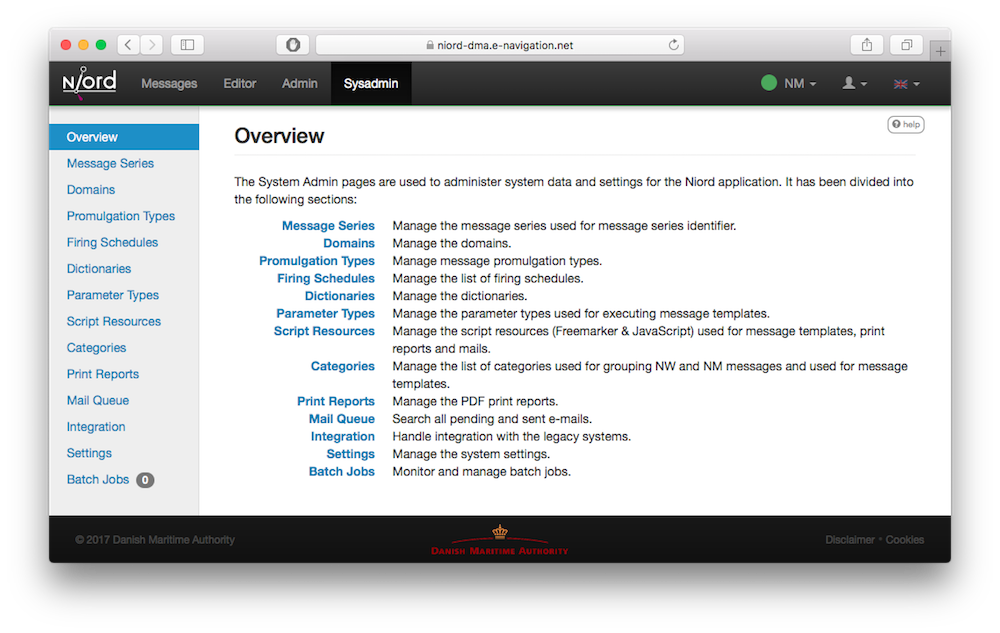 niord-dma.e-navigation.net
Niord
Messages
Editor
Admin
Sysadmin
NM
Overview
Message Series
Domains
Promulgation Types
Firing Schedules
Dictionaries
Parameter Types
Script Resources
Categories
Print Reports
Mail Queue
Integration
Settings
Batch Jobs 0
Overview
help
The System Admin pages are used to administer system data and settings for the Niord application. It has been divided into
the following sections:
Message Series Manage the message series used for message series identifier.
Domains Manage the domains.
Promulgation Types Manage message promulgation types.
Firing Schedules Manage the list of firing schedules.
Dictionaries Manage the dictionaries.
Parameter Types Manage the parameter types used for executing message templates.
Script Resources Manage the script resources (Freemarker & JavaScript) used for message templates, print
reports and mails.
Categories Manage the list of categories used for grouping NW and NM messages and used for message
templates.
Print Reports Manage the PDF print reports.
Mail Queue Search all pending and sent e-mails.
Integration Handle integration with the legacy systems.
Settings Manage the system settings.
Batch Jobs Monitor and manage batch jobs.
© 2017 Danish Maritime Authority
DANISH MARITIME AUTHORITY
Disclaimer • Cookies